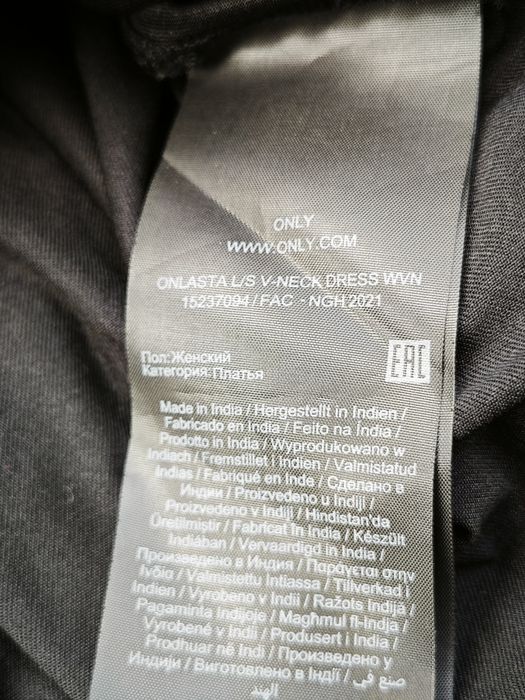 ONLY
WWW.ONLY.COM
ONLASTA L/S V-NECK DRESS WVN
15237094 / FAC - NGH 2021
Пол: Женский
Категория: Платья
EAC
Made in India / Hergestellt in Indien /
Fabricado en India / Feito na Índia /
Prodotto in India / Wyprodukowano w
Indiach / Fremstillet i Indien / Valmistatud
Indias / Fabriqué en Inde / Сделано в
Индии / Proizvedeno u Indiji /
Proizvedeno v Indiji / Hindistan'da
Üretilmiştir / Fabricat în India / Készült
Indiában / Vervaardigd in India /
Произведено в Индия / Παράγεται στην
Ινδία / Valmistettu Intiassa / Tillverkad i
Indien / Vyrobeno v Indii / Ražots Indijā /
Pagaminta Indijoje / Magħmul fl-Indja /
Vyrobené v Indii / Produsert i India /
Prodhuar në Indi / Произведено у
Индији / Виготовлено в Індії / صنع في
الهند